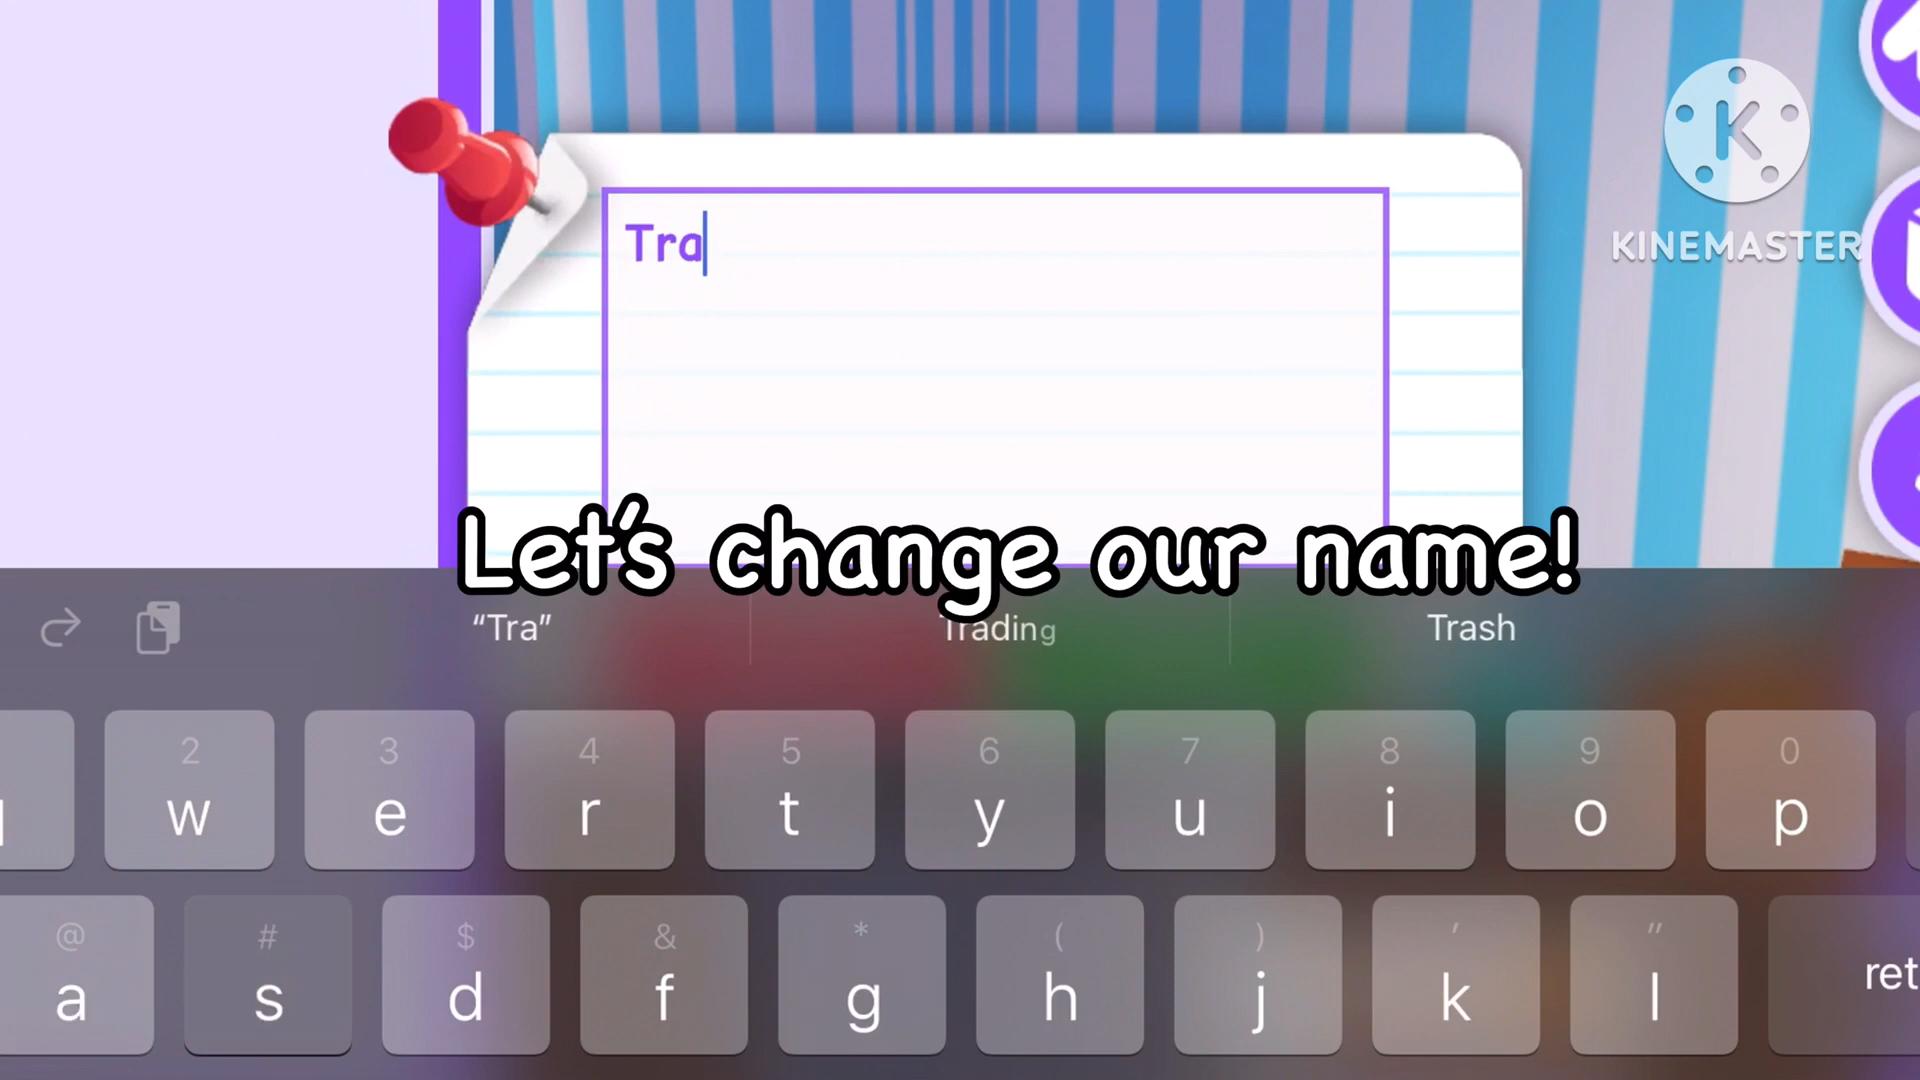 Tra
KINEMASTER
Let's change our name!
"Tra" Trading Trash
2 3 4 5 6 7 8 9 0
w e r t y u i o p
@ # $ & * ( ) ' "
a s d f g h j k l ret